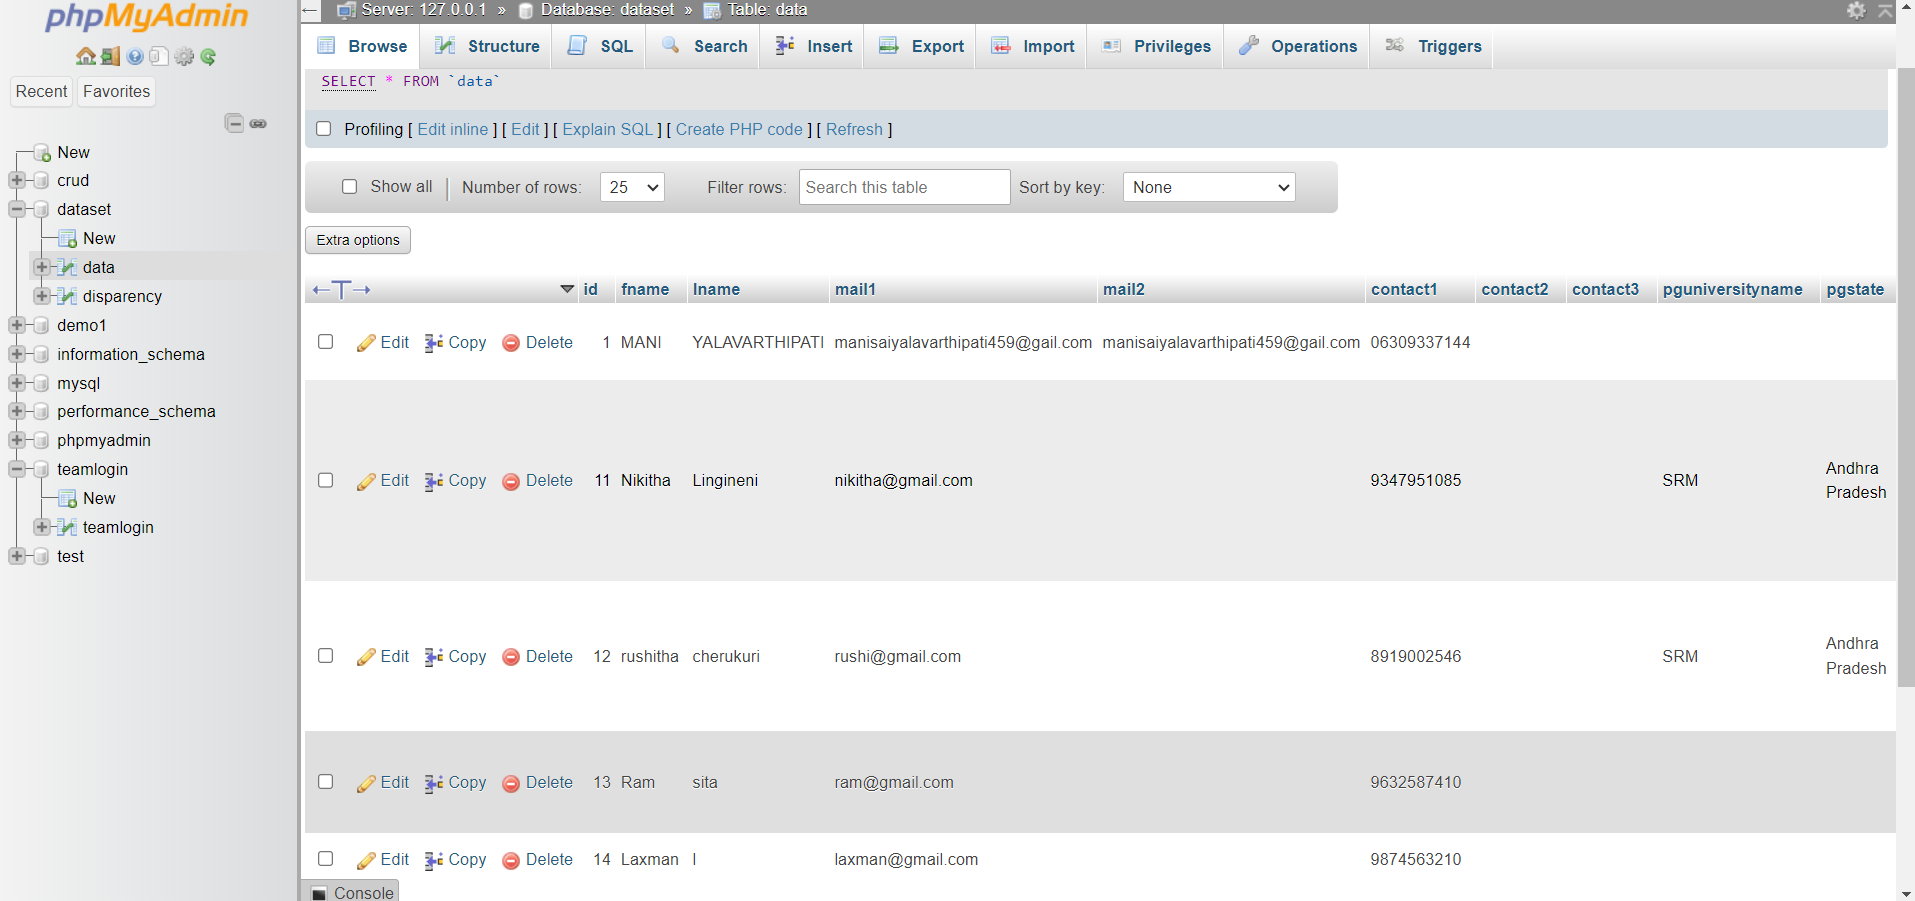 phpMyAdmin
Recent Favorites
New
crud
dataset
New
data
disparency
demo1
information_schema
mysql
performance_schema
phpmyadmin
teamlogin
New
teamlogin
test
Server: 127.0.0.1 » Database: dataset » Table: data
Browse Structure SQL Search Insert Export Import Privileges Operations Triggers
SELECT * FROM `data`
Profiling [ Edit inline ] [ Edit ] [ Explain SQL ] [ Create PHP code ] [ Refresh ]
Show all Number of rows: 25 Filter rows: Search this table Sort by key: None
Extra options
id fname lname mail1 mail2 contact1 contact2 contact3 pguniversityname pgstate
Edit Copy Delete 1 MANI YALAVARTHIPATI manisaiyalavarthipati459@gail.com manisaiyalavarthipati459@gail.com 06309337144
Edit Copy Delete 11 Nikitha Lingineni nikitha@gmail.com 9347951085 SRM Andhra
Pradesh
Edit Copy Delete 12 rushitha cherukuri rushi@gmail.com 8919002546 SRM Andhra
Pradesh
Edit Copy Delete 13 Ram sita ram@gmail.com 9632587410
Edit Copy Delete 14 Laxman l laxman@gmail.com 9874563210
Console